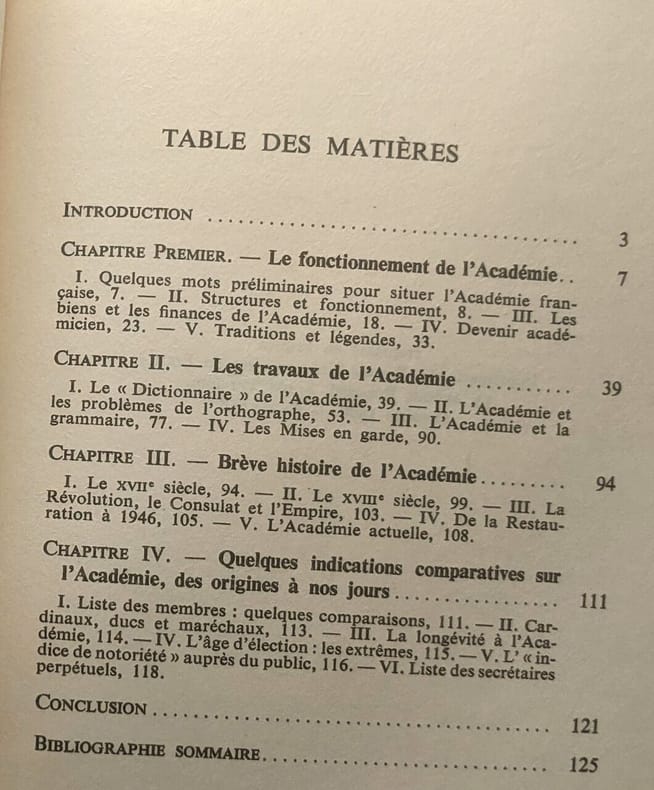 TABLE DES MATIÈRES
INTRODUCTION ........................................ 3
CHAPITRE PREMIER. — Le fonctionnement de l'Académie.. 7
I. Quelques mots préliminaires pour situer l'Académie fran-
çaise, 7. — II. Structures et fonctionnement, 8. — III. Les
biens et les finances de l'Académie, 18. — IV. Devenir acadé-
micien, 23. — V. Traditions et légendes, 33.
CHAPITRE II. — Les travaux de l'Académie ........... 39
I. Le « Dictionnaire » de l'Académie, 39. — II. L'Académie et
les problèmes de l'orthographe, 53. — III. L'Académie et la
grammaire, 77. — IV. Les Mises en garde, 90.
CHAPITRE III. — Brève histoire de l'Académie......... 94
I. Le XVIIe siècle, 94. — II. Le XVIIIe siècle, 99. — III. La
Révolution, le Consulat et l'Empire, 103. — IV. De la Restau-
ration à 1946, 105. — V. L'Académie actuelle, 108.
CHAPITRE IV. — Quelques indications comparatives sur
l'Académie, des origines à nos jours................. 111
I. Liste des membres : quelques comparaisons, 111. — II. Car-
dinaux, ducs et maréchaux, 113. — III. La longévité à l'Aca-
démie, 114. — IV. L'âge d'élection : les extrêmes, 115. — V. L' « in-
dice de notoriété » auprès du public, 116. — VI. Liste des secrétaires
perpétuels, 118.
CONCLUSION ........................................ 121
BIBLIOGRAPHIE SOMMAIRE............................. 125